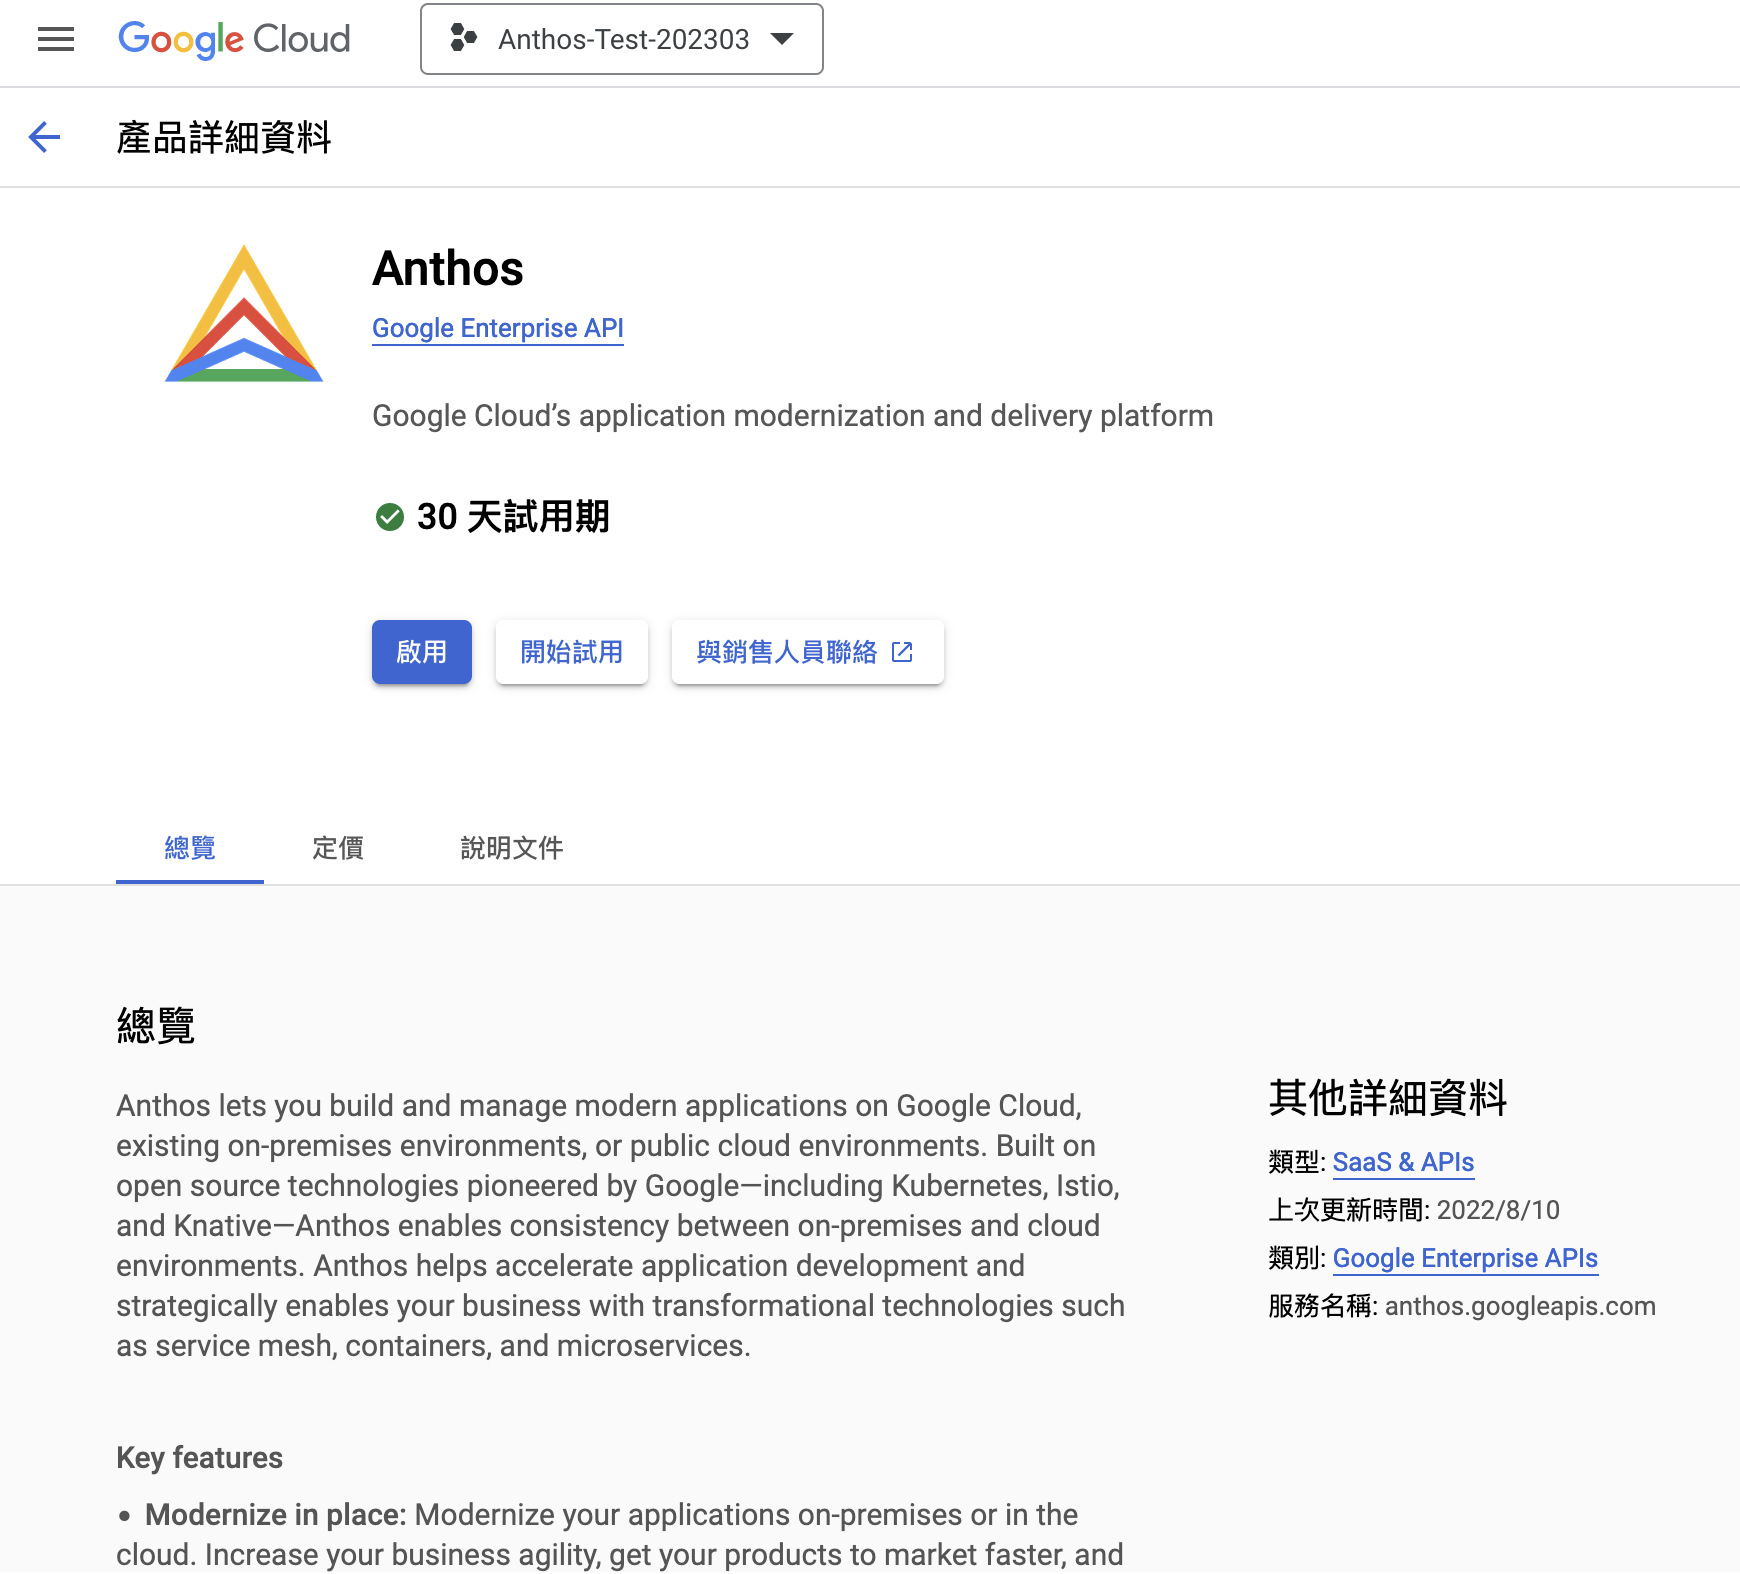 Google Cloud
Anthos-Test-202303
產品詳細資料
Anthos
Google Enterprise API
Google Cloud’s application modernization and delivery platform
30 天試用期
啟用
開始試用
與銷售人員聯絡
總覽
定價
說明文件
總覽
Anthos lets you build and manage modern applications on Google Cloud,
existing on-premises environments, or public cloud environments. Built on
open source technologies pioneered by Google—including Kubernetes, Istio,
and Knative—Anthos enables consistency between on-premises and cloud
environments. Anthos helps accelerate application development and
strategically enables your business with transformational technologies such
as service mesh, containers, and microservices.
Key features
• Modernize in place: Modernize your applications on-premises or in the
cloud. Increase your business agility, get your products to market faster, and
其他詳細資料
類型: SaaS & APIs
上次更新時間: 2022/8/10
類別: Google Enterprise APIs
服務名稱: anthos.googleapis.com